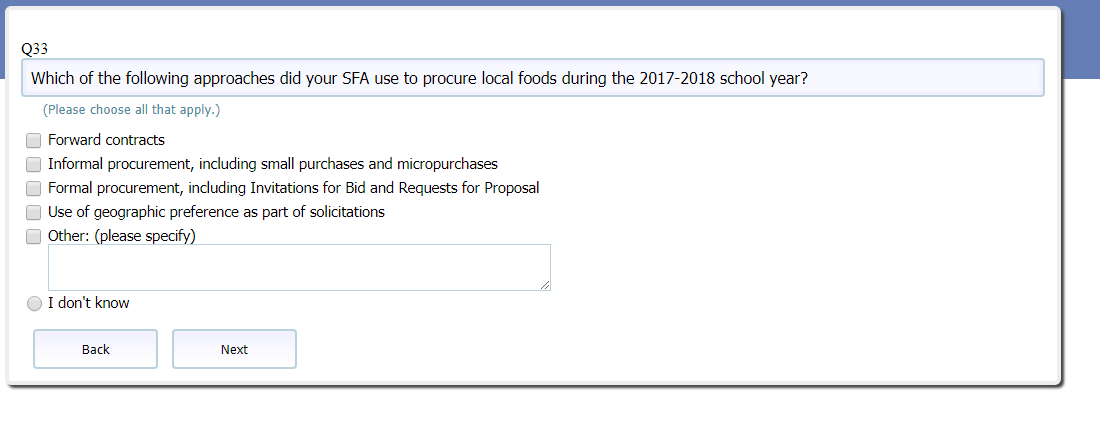 Q33
Which of the following approaches did your SFA use to procure local foods during the 2017-2018 school year?
(Please choose all that apply.)
Forward contracts
Informal procurement, including small purchases and micropurchases
Formal procurement, including Invitations for Bid and Requests for Proposal
Use of geographic preference as part of solicitations
Other: (please specify)
I don't know
Back Next